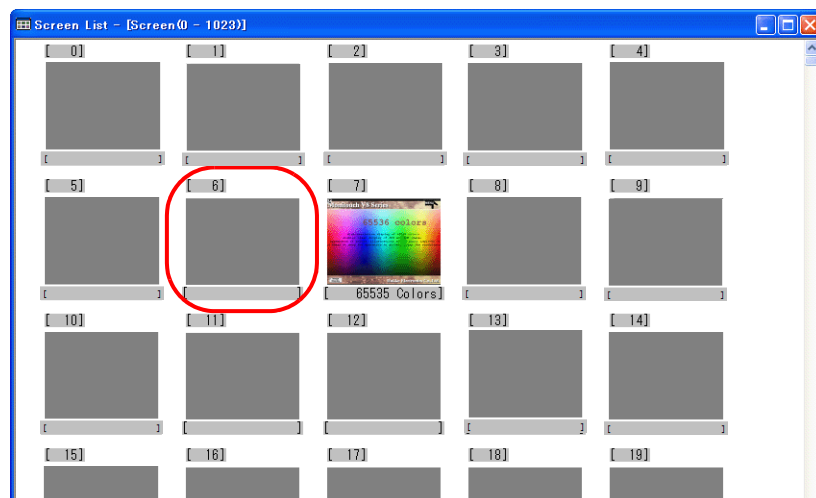 Screen List - [Screen(0 - 1023)]
[ 0] [ 1] [ 2] [ 3] [ 4]
[ ] [ ] [ ] [ ] [ ]
[ 5] [ 6] [ 7] [ 8] [ 9]
65536 colors
[ ] [ ] [ 65535 Colors] [ ] [ ]
[ 10] [ 11] [ 12] [ 13] [ 14]
[ ] [ ] [ ] [ ] [ ]
[ 15] [ 16] [ 17] [ 18] [ 19]